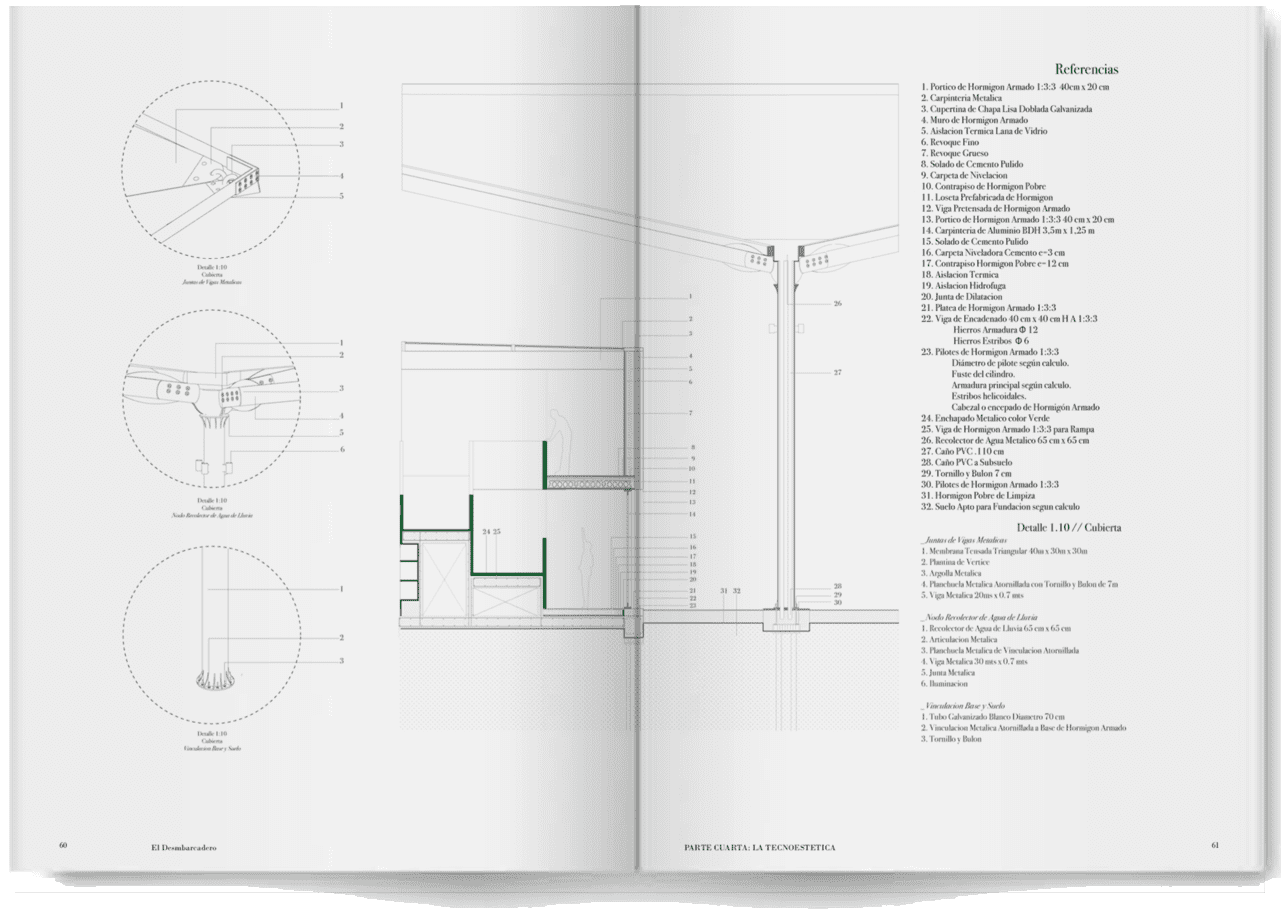 1
2
3
4
5
Detalle 1:10
Cubierta
Juntas de Vigas Metalicas
1
2
3
4
5
6
Detalle 1:10
Cubierta
Nodo Recolector de Agua de Lluvia
1
2
3
Detalle 1:10
Cubierta
Vinculacion Base y Suelo
1
2
3
4
5
6
7
8
9
10
11
12
13
14
24 25
15
16
17
18
19
20
21
22
23
26
27
31 32
28
29
30
Referencias
1. Portico de Hormigon Armado 1:3:3 40cm x 20 cm
2. Carpinteria Metalica
3. Cupertina de Chapa Lisa Doblada Galvanizada
4. Muro de Hormigon Armado
5. Aislacion Termica Lana de Vidrio
6. Revoque Fino
7. Revoque Grueso
8. Solado de Cemento Pulido
9. Carpeta de Nivelacion
10. Contrapiso de Hormigon Pobre
11. Loseta Prefabricada de Hormigon
12. Viga Pretensada de Hormigon Armado
13. Portico de Hormigon Armado 1:3:3 40 cm x 20 cm
14. Carpinteria de Aluminio BDH 3,5m x 1,25 m
15. Solado de Cemento Pulido
16. Carpeta Niveladora Cemento e=3 cm
17. Contrapiso Hormigon Pobre e=12 cm
18. Aislacion Termica
19. Aislacion Hidrofuga
20. Junta de Dilatacion
21. Platea de Hormigon Armado 1:3:3
22. Viga de Encadenado 40 cm x 40 cm H A 1:3:3
Hierros Armadura Φ 12
Hierros Estribos Φ 6
23. Pilotes de Hormigon Armado 1:3:3
Diámetro de pilote según calculo.
Fuste del cilindro.
Armadura principal según calculo.
Estribos helicoidales.
Cabezal o encepado de Hormigón Armado
24. Enchapado Metalico color Verde
25. Viga de Hormigon Armado 1:3:3 para Rampa
26. Recolector de Agua Metalico 65 cm x 65 cm
27. Caño PVC .110 cm
28. Caño PVC a Subsuelo
29. Tornillo y Bulon 7 cm
30. Pilotes de Hormigon Armado 1:3:3
31. Hormigon Pobre de Limpiza
32. Suelo Apto para Fundacion segun calculo
Detalle 1.10 // Cubierta
_Juntas de Vigas Metalicas
1. Membrana Tensada Triangular 40m x 30m x 30m
2. Plantina de Vertice
3. Argolla Metalica
4. Planchuela Metalica Atornillada con Tornillo y Bulon de 7m
5. Viga Metalica 20ms x 0.7 mts
_Nodo Recolector de Agua de Lluvia
1. Recolector de Agua de Lluvia 65 cm x 65 cm
2. Articulacion Metalica
3. Planchuela Metalica de Vinculacion Atornillada
4. Viga Metalica 30 mts x 0.7 mts
5. Junta Metalica
6. Iluminacion
_Vinculacion Base y Suelo
1. Tubo Galvanizado Blanco Diametro 70 cm
2. Vinculacion Metalica Atornillada a Base de Hormigon Armado
3. Tornillo y Bulon
60
El Desmbarcadero
PARTE CUARTA: LA TECNOESTETICA
61